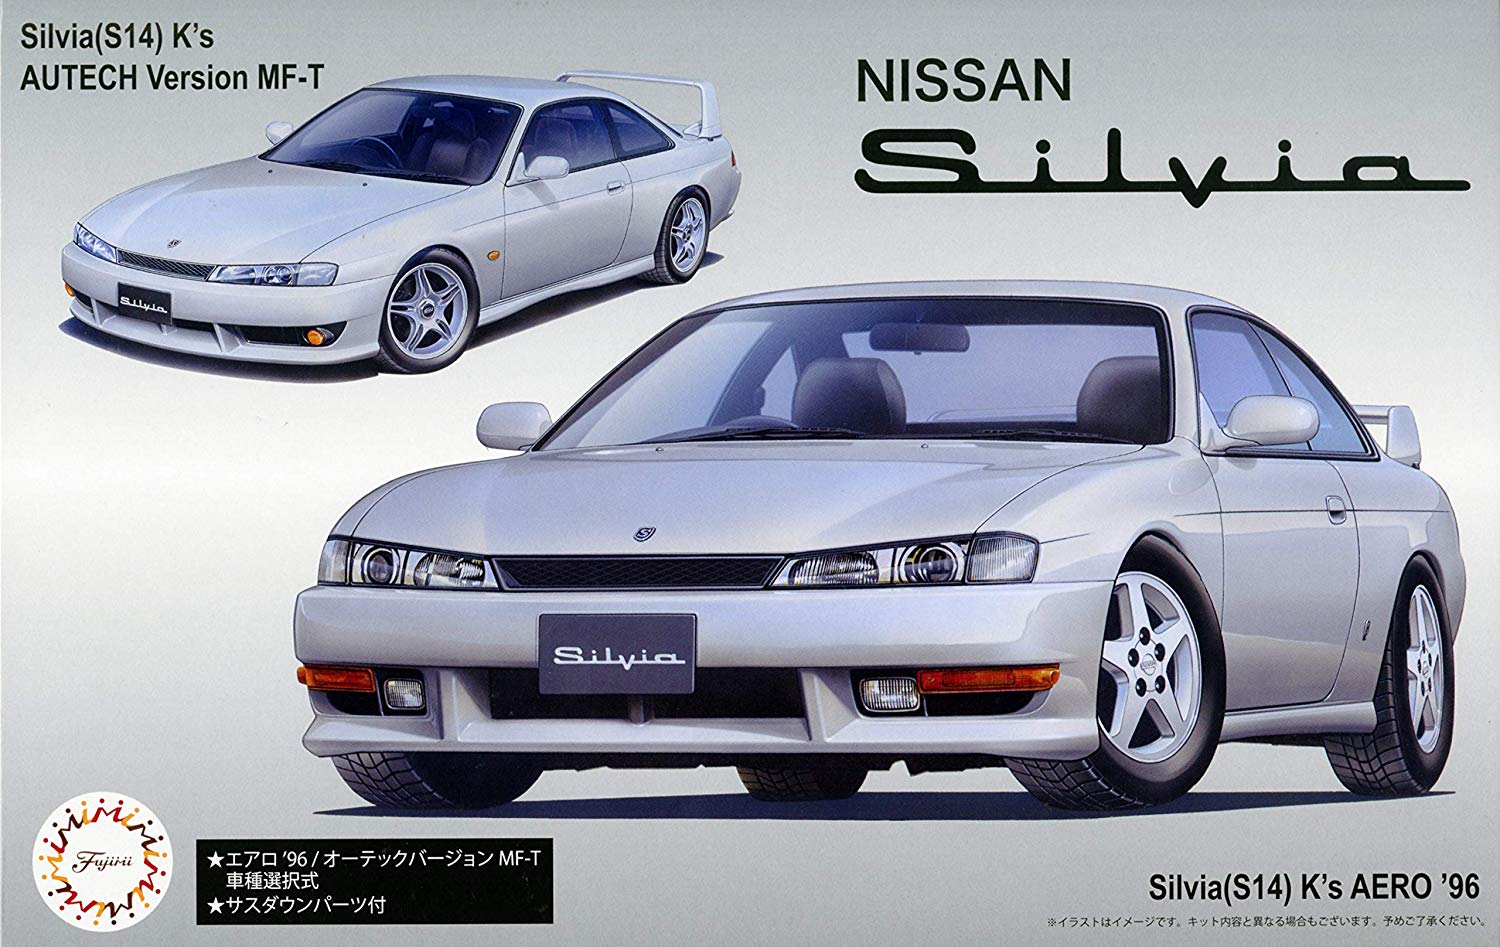 Silvia(S14) K's
AUTECH Version MF-T
NISSAN
Silvia
Silvia
Silvia
Fujimi
★エアロ '96 / オーテックバージョン MF-T
車種選択式
★サスダウンパーツ付
Silvia(S14) K's AERO '96
※イラストはイメージです。キット内容と異なる場合もございます。予めご了承ください。